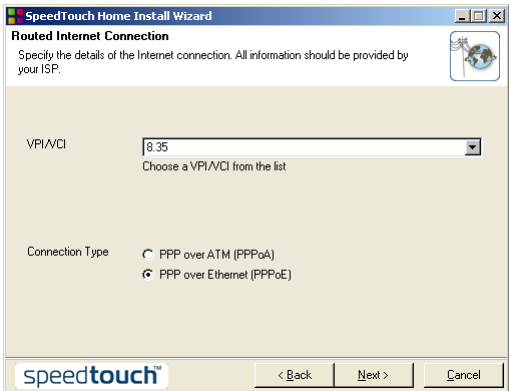 SpeedTouch Home Install Wizard
Routed Internet Connection
Specify the details of the Internet connection. All information should be provided by
your ISP.
VPI/VCI
8.35
Choose a VPI/VCI from the list
Connection Type
PPP over ATM (PPPoA)
PPP over Ethernet (PPPoE)
speedtouch™
< Back
Next >
Cancel